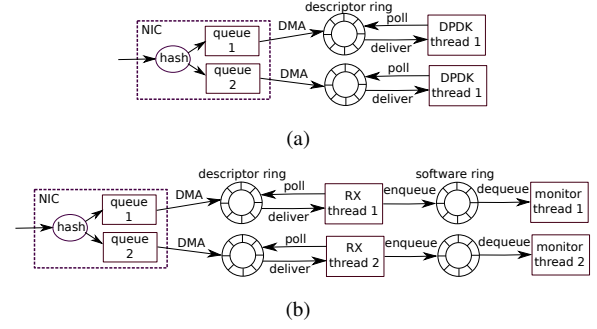 descriptor ring
NIC
queue
1
DMA
poll
deliver
DPDK
thread 1
hash
queue
2
DMA
poll
deliver
DPDK
thread 1
(a)
descriptor ring
software ring
NIC
queue
1
DMA
poll
deliver
RX
thread 1
enqueue
dequeue
monitor
thread 1
hash
queue
2
DMA
poll
deliver
RX
thread 2
enqueue
dequeue
monitor
thread 2
(b)